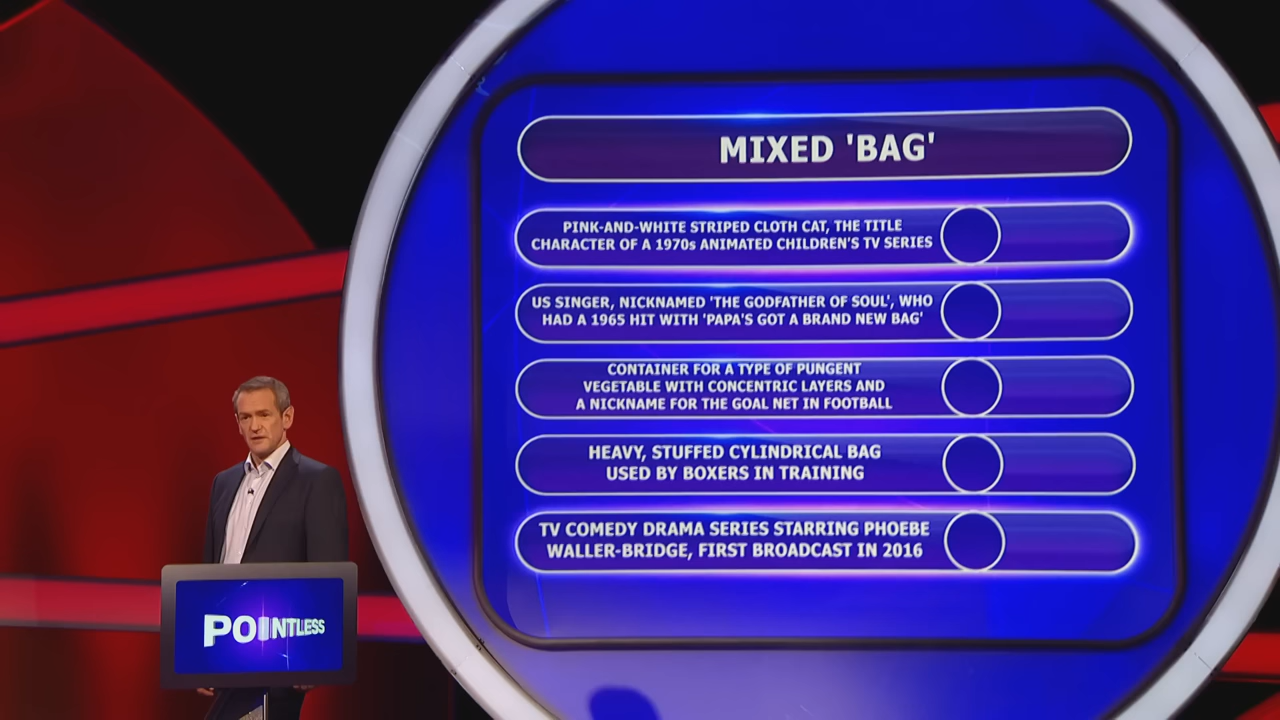 MIXED 'BAG'
PINK-AND-WHITE STRIPED CLOTH CAT, THE TITLE
CHARACTER OF A 1970s ANIMATED CHILDREN'S TV SERIES
US SINGER, NICKNAMED 'THE GODFATHER OF SOUL', WHO
HAD A 1965 HIT WITH 'PAPA'S GOT A BRAND NEW BAG'
CONTAINER FOR A TYPE OF PUNGENT
VEGETABLE WITH CONCENTRIC LAYERS AND
A NICKNAME FOR THE GOAL NET IN FOOTBALL
HEAVY, STUFFED CYLINDRICAL BAG
USED BY BOXERS IN TRAINING
TV COMEDY DRAMA SERIES STARRING PHOEBE
WALLER-BRIDGE, FIRST BROADCAST IN 2016
POINTLESS